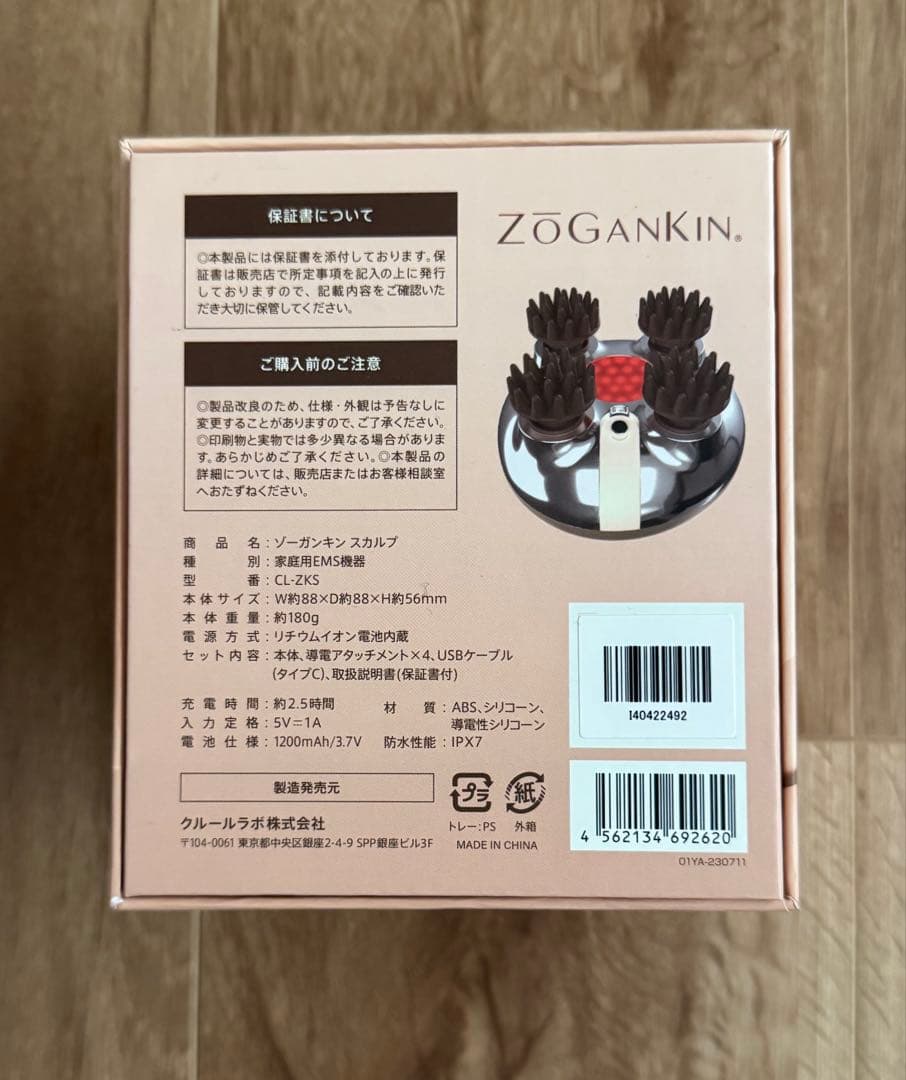 保証書について
◎本製品には保証書を添付しております。保
証書は販売店で所定事項を記入の上に発行
しておりますので、記載内容をご確認いた
だき大切に保管してください。
ご購入前のご注意
◎製品改良のため、仕様・外観は予告なしに
変更することがありますので、ご了承ください。
◎印刷物と実物では多少異なる場合がありま
す。あらかじめご了承ください。◎本製品の
詳細については、販売店またはお客様相談室
へおたずねください。
ZōGANKIN®
商品名：ゾーガンキン スカルプ
種別：家庭用EMS機器
型番：CL-ZKS
本体サイズ：W約88×D約88×H約56mm
本体重量：約180g
電源方式：リチウムイオン電池内蔵
セット内容：本体、導電アタッチメント×4、USBケーブル
(タイプC)、取扱説明書(保証書付)
充電時間：約2.5時間
入力定格：5V⎓1A
電池仕様：1200mAh/3.7V
材質：ABS、シリコーン、
導電性シリコーン
防水性能：IPX7
製造発売元
クルールラボ株式会社
〒104-0061 東京都中央区銀座2-4-9 SPP銀座ビル3F
プラ
紙
トレー：PS
外箱
MADE IN CHINA
I40422492
4 562134 692620
01YA-230711